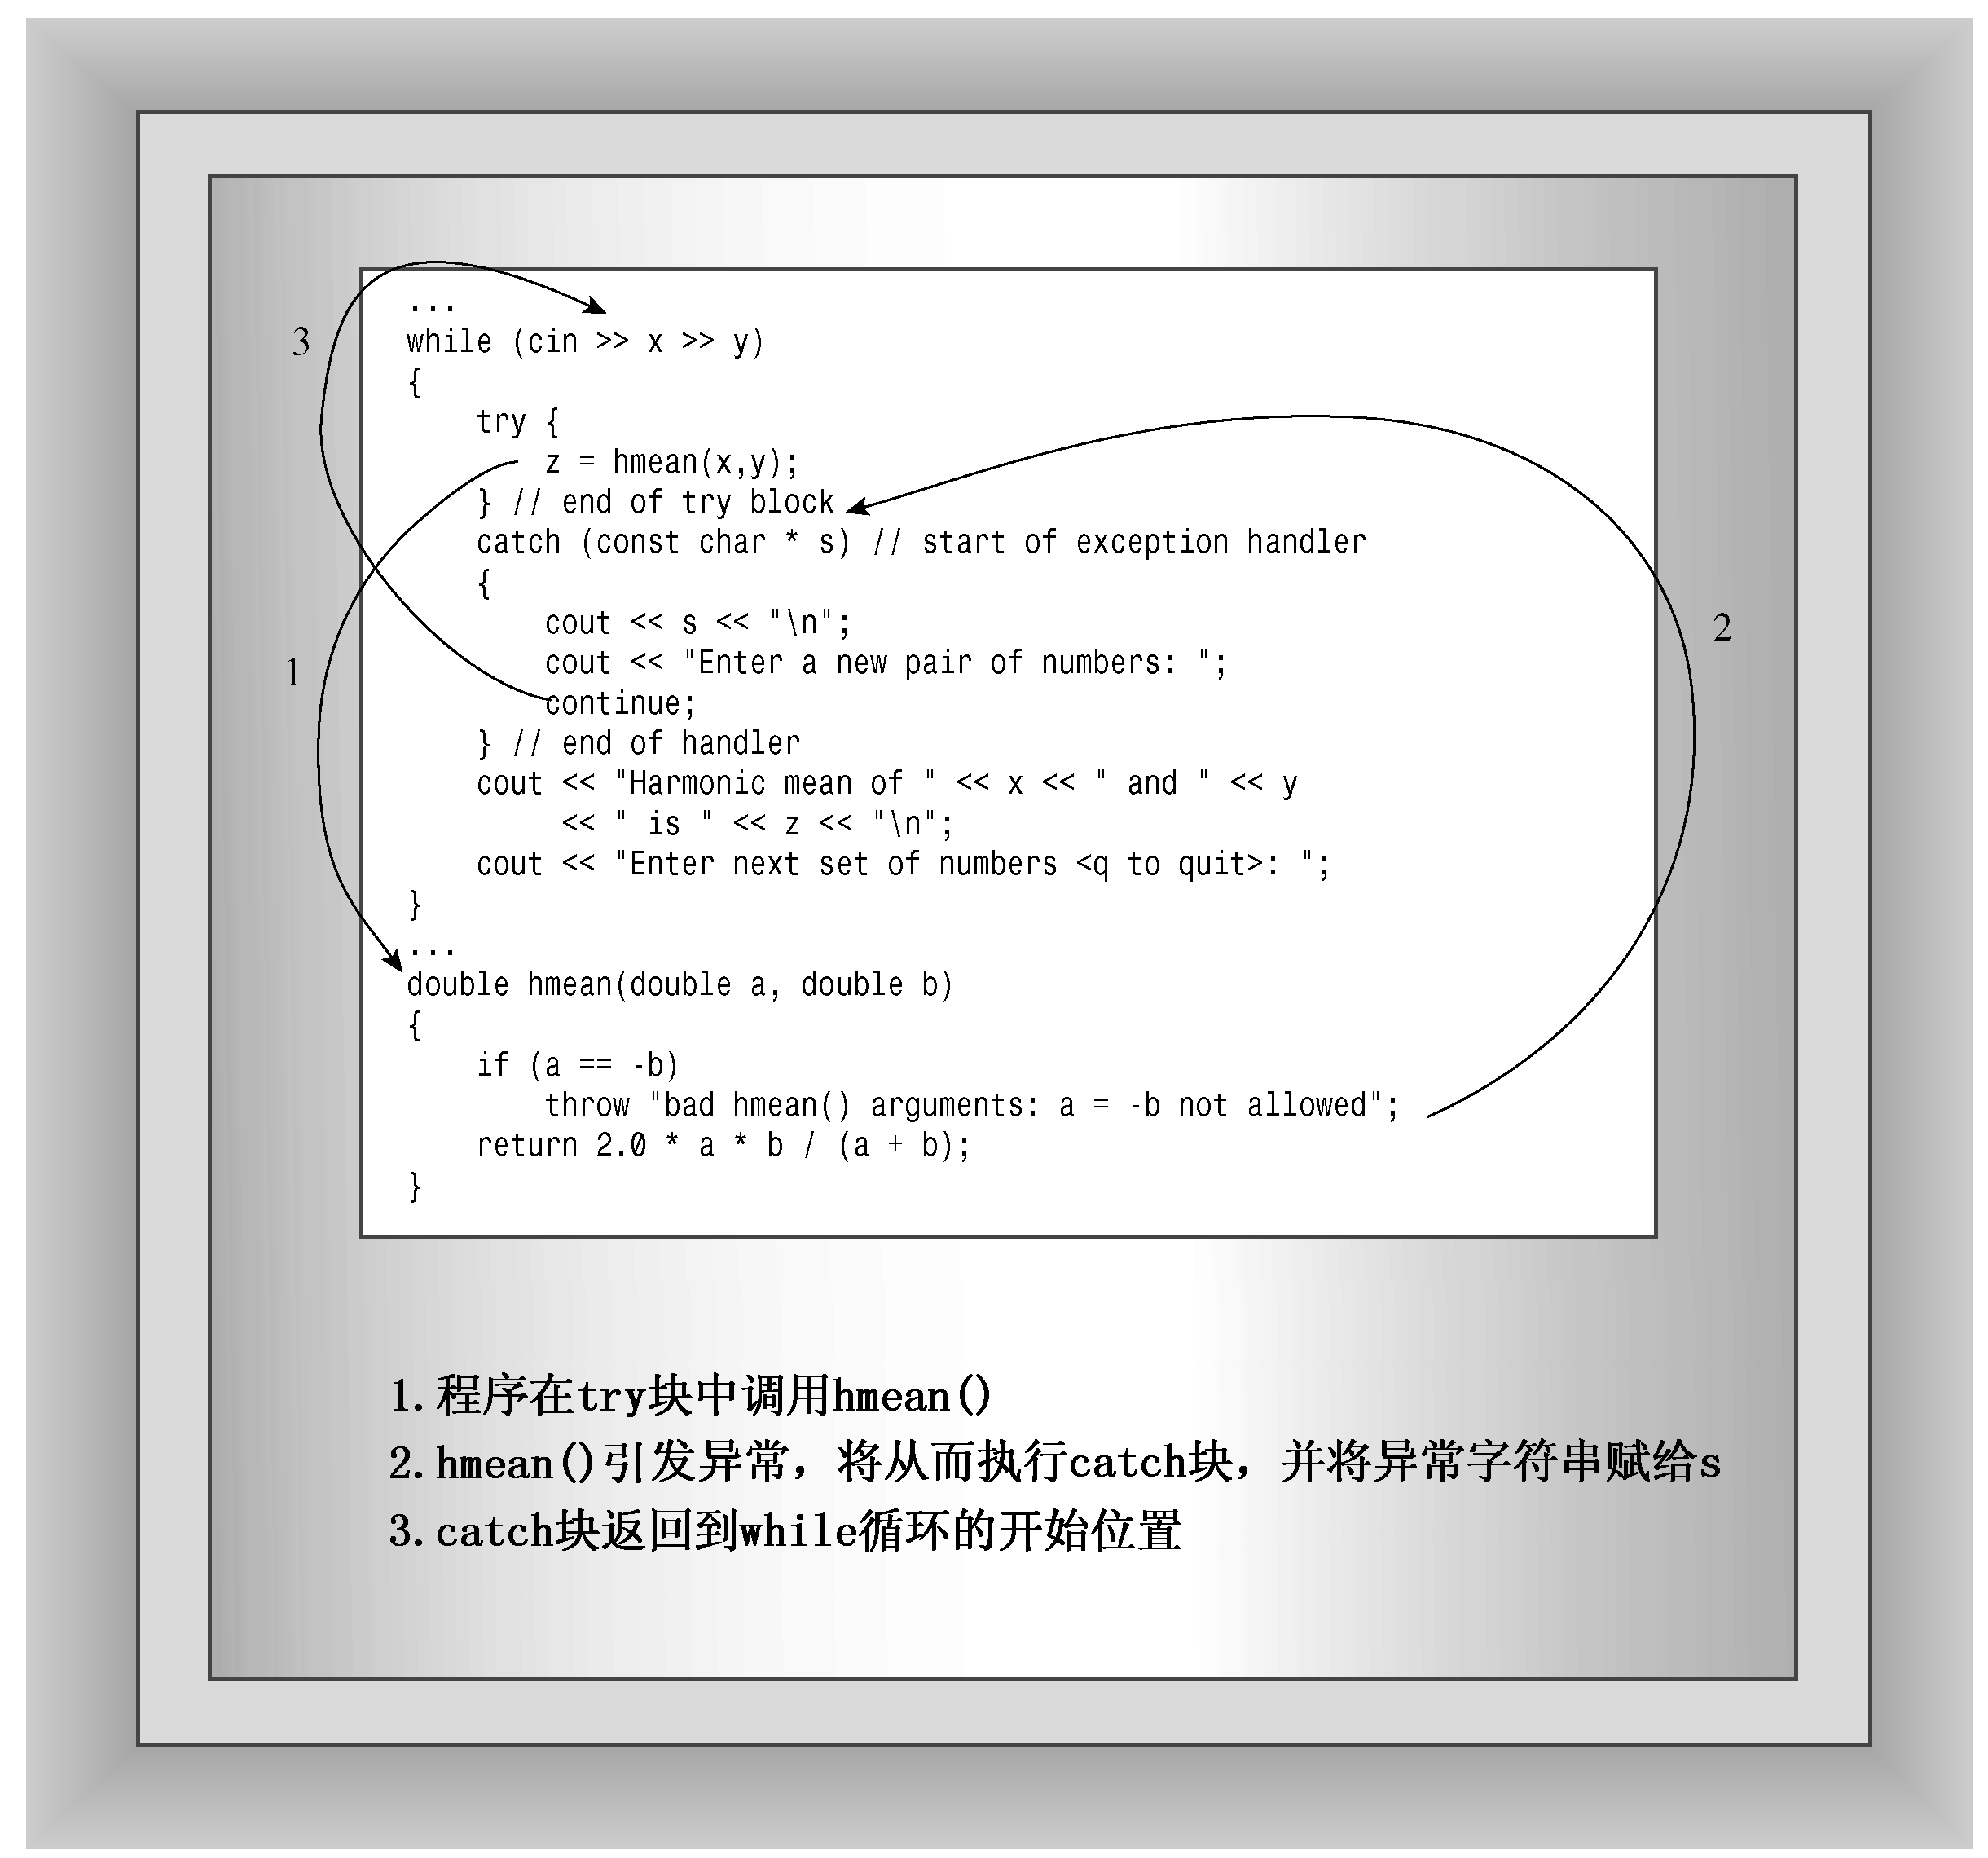 ...
while (cin >> x >> y)
{
    try {
        z = hmean(x,y);
    } // end of try block
    catch (const char * s) // start of exception handler
    {
        cout << s << "\n";
        cout << "Enter a new pair of numbers: ";
        continue;
    } // end of handler
    cout << "Harmonic mean of " << x << " and " << y
         << " is " << z << "\n";
    cout << "Enter next set of numbers <q to quit>: ";
}
...
double hmean(double a, double b)
{
    if (a == -b)
        throw "bad hmean() arguments: a = -b not allowed";
    return 2.0 * a * b / (a + b);
}
3
1
2
1.程序在try块中调用hmean()
2.hmean()引发异常，将从而执行catch块，并将异常字符串赋给s
3.catch块返回到while循环的开始位置